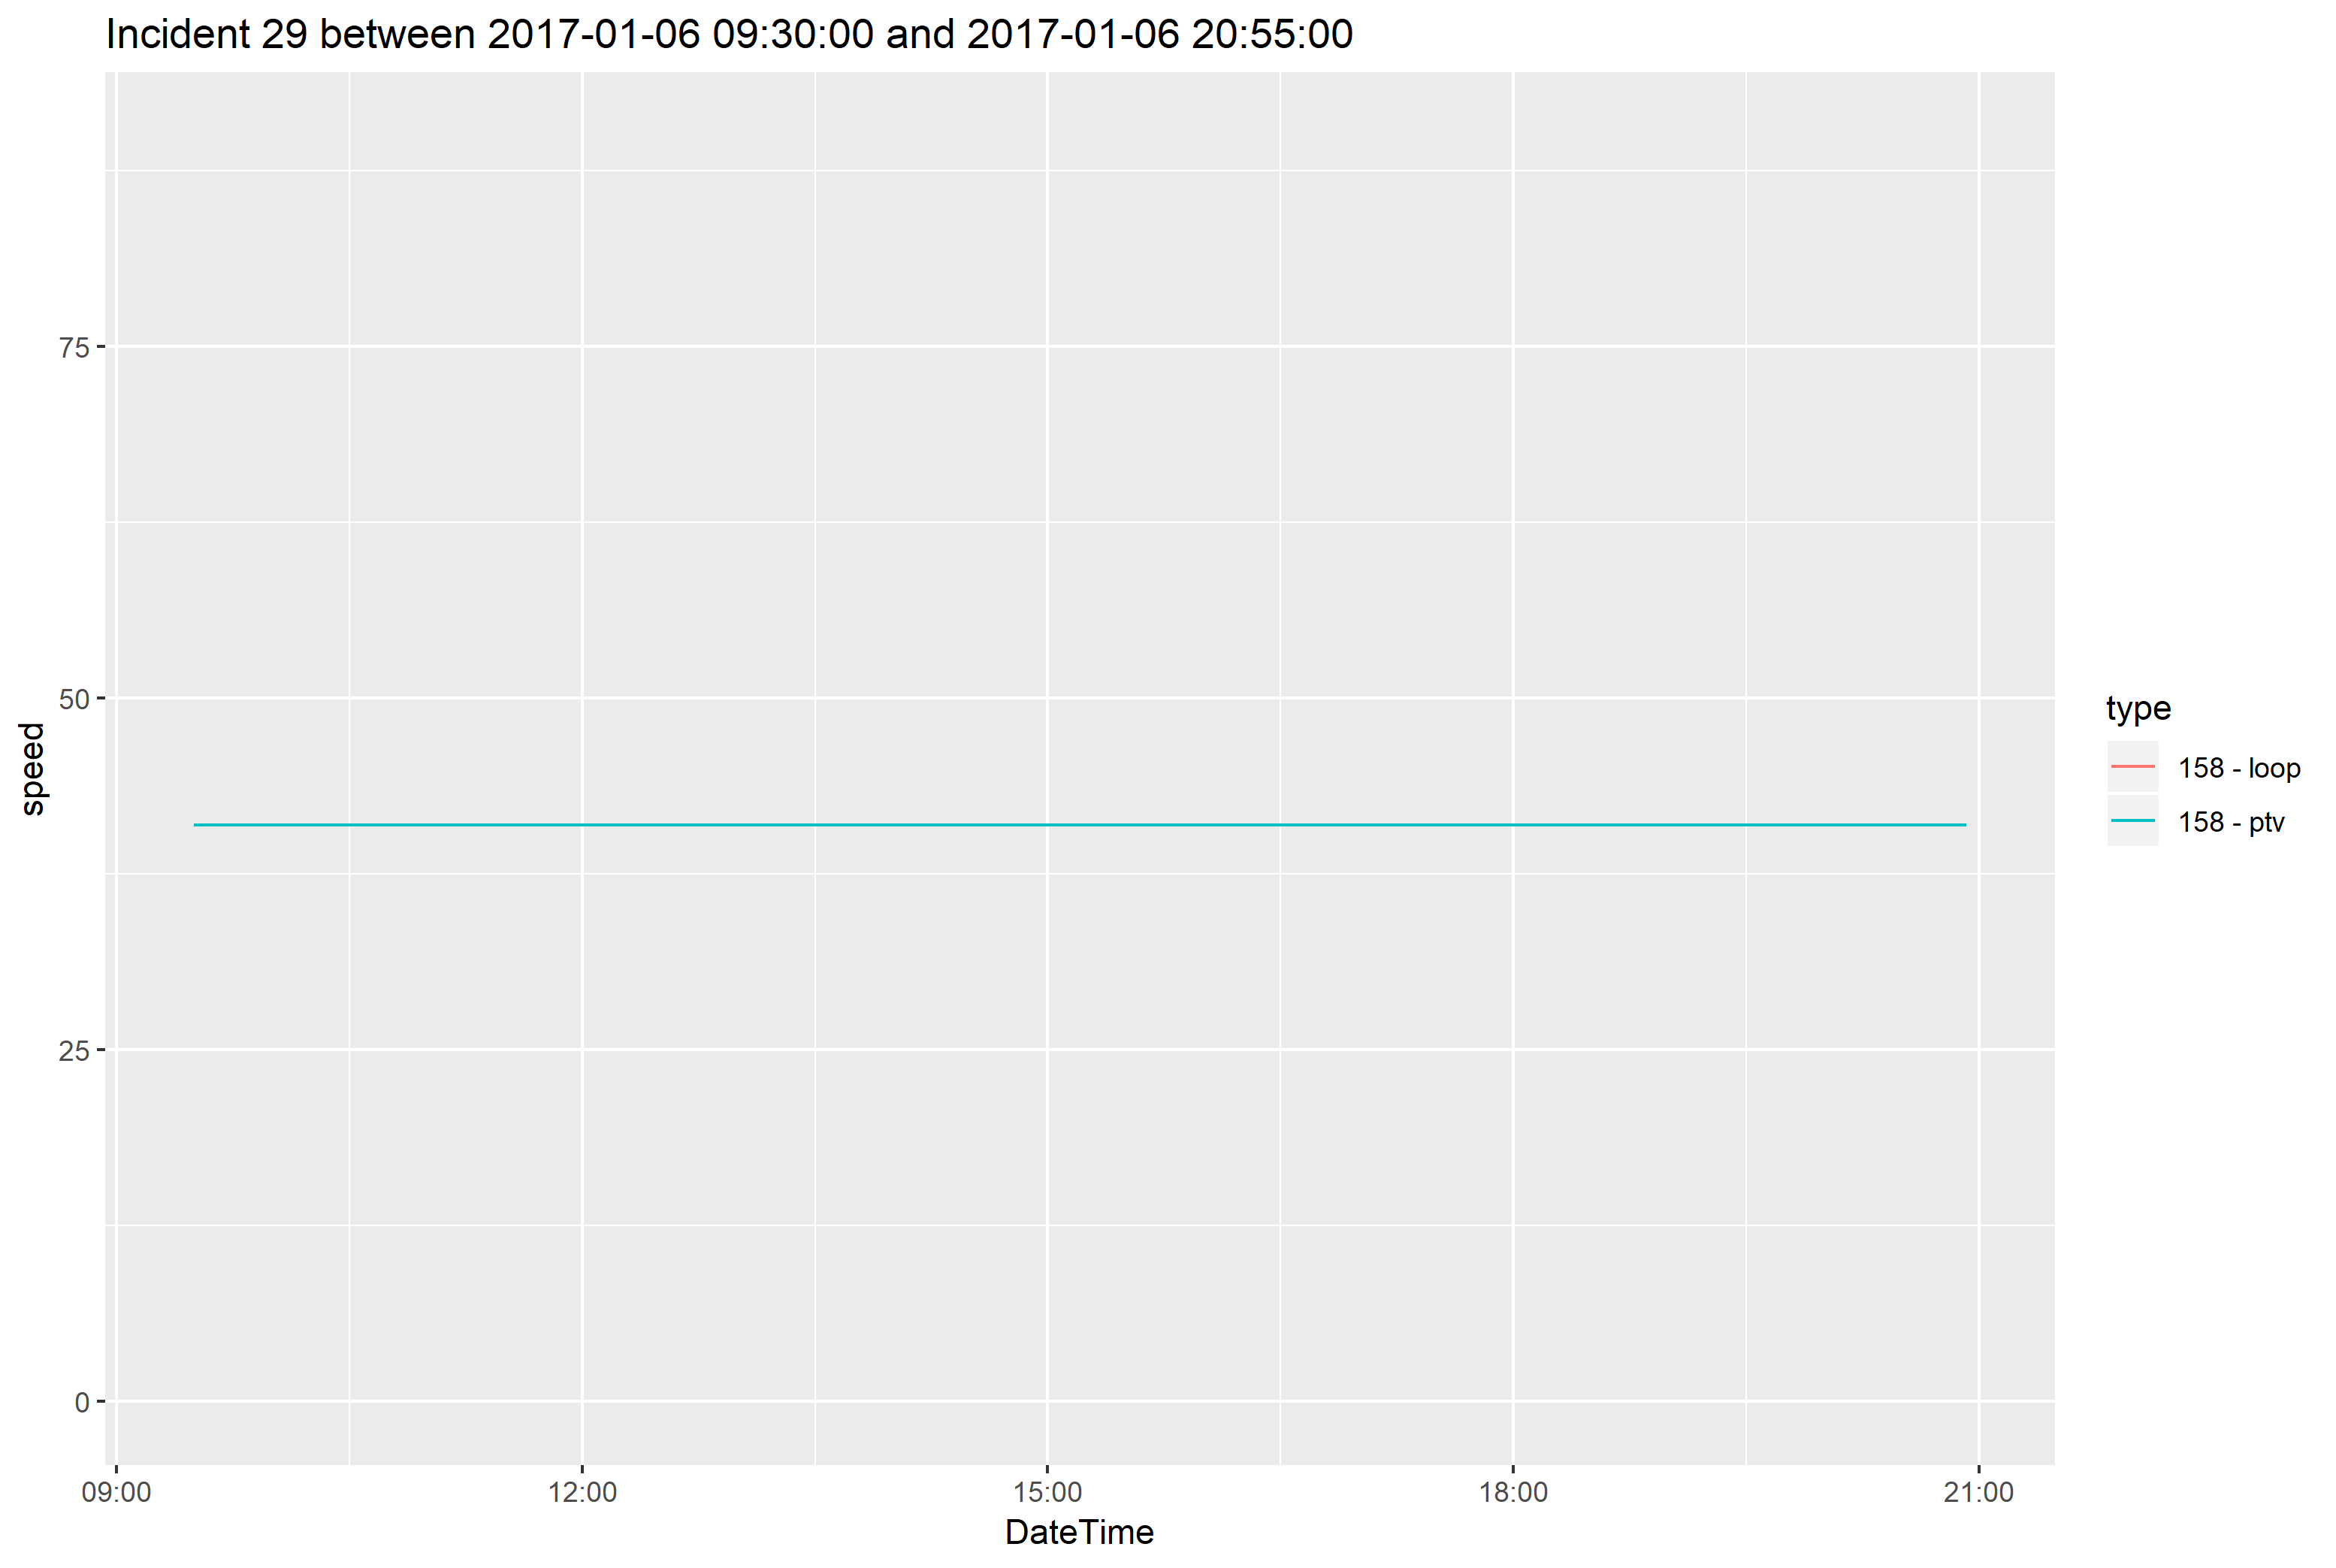 Incident 29 between 2017-01-06 09:30:00 and 2017-01-06 20:55:00
75
50
25
0
speed
09:00 12:00 15:00 18:00 21:00
DateTime
type
158 - loop
158 - ptv